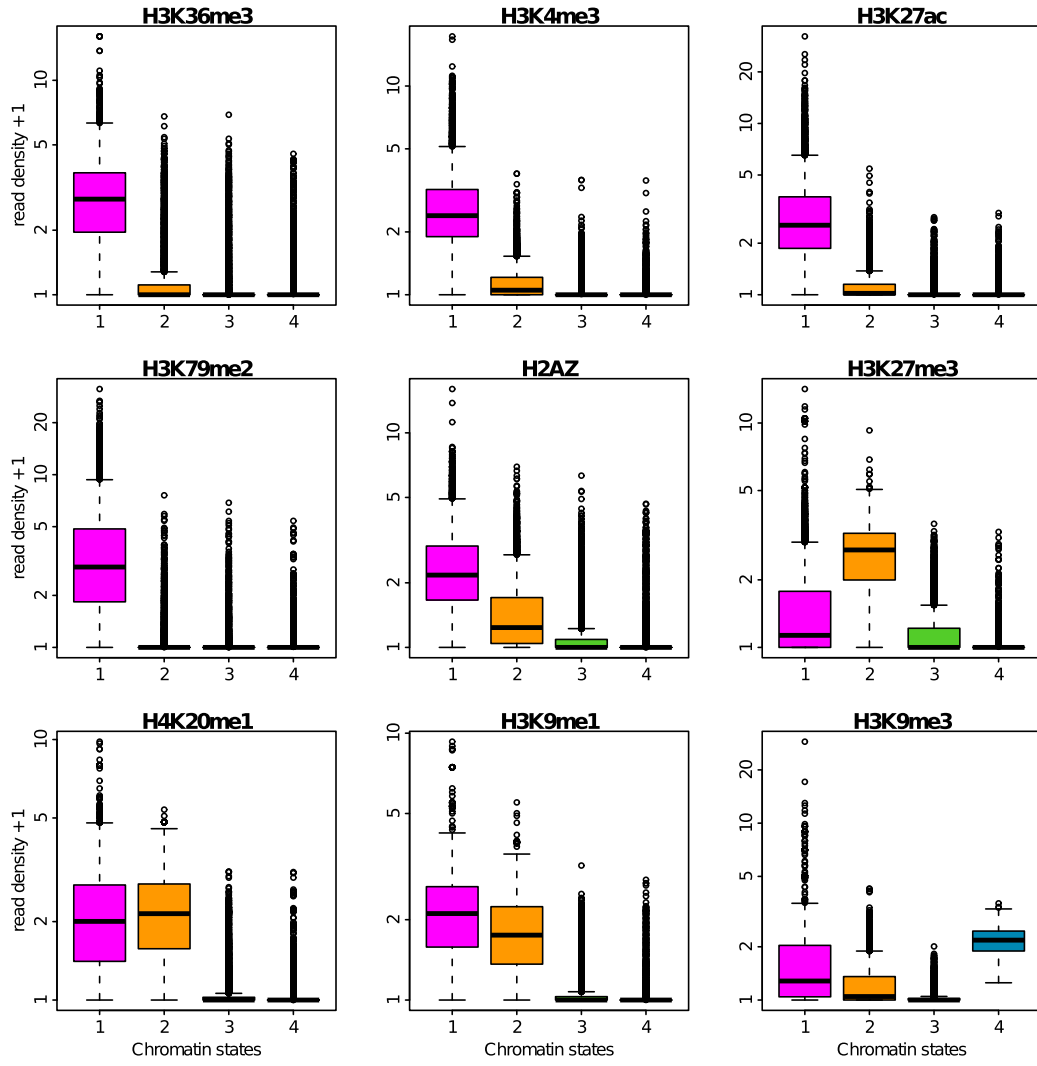 H3K36me3 H3K4me3 H3K27ac
read density +1
10
5
2
1
1 2 3 4
10
5
2
1
1 2 3 4
20
10
5
2
1
1 2 3 4
H3K79me2 H2AZ H3K27me3
read density +1
20
10
5
2
1
1 2 3 4
10
5
2
1
1 2 3 4
10
5
2
1
1 2 3 4
H4K20me1 H3K9me1 H3K9me3
read density +1
10
5
2
1
1 2 3 4
10
5
2
1
1 2 3 4
20
10
5
2
1
1 2 3 4
Chromatin states Chromatin states Chromatin states